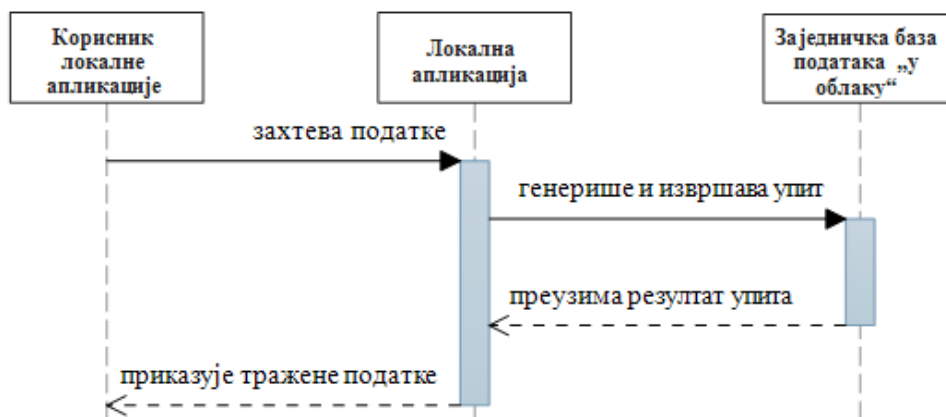 Корисник
локалне
апликације
Локална
апликација
Заједничка база
података „у
облаку“
захтева податке
генерише и извршава упит
преузима резултат упита
приказује тражене податке